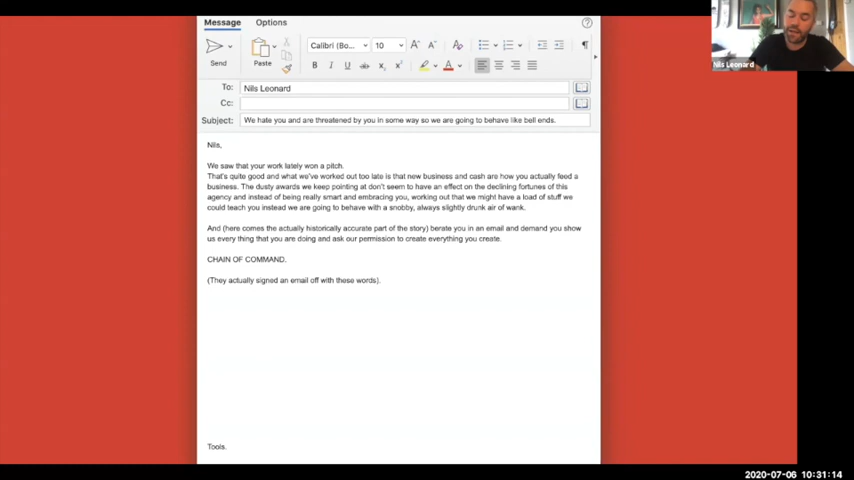 Message Options
Calibri (Bo... 10
Send Paste B I U ab X₂ X²
To: Nils Leonard
Cc:
Subject: We hate you and are threatened by you in some way so we are going to behave like bell ends.
Nils Leonard
Nils,
We saw that your work lately won a pitch.
That's quite good and what we've worked out too late is that new business and cash are how you actually feed a
business. The dusty awards we keep pointing at don't seem to have an effect on the declining fortunes of this
agency and instead of being really smart and embracing you, working out that we might have a load of stuff we
could teach you instead we are going to behave with a snobby, always slightly drunk air of wank.
And (here comes the actually historically accurate part of the story) berate you in an email and demand you show
us every thing that you are doing and ask our permission to create everything you create.
CHAIN OF COMMAND.
(They actually signed an email off with these words).
Tools.
2020-07-06 10:31:14